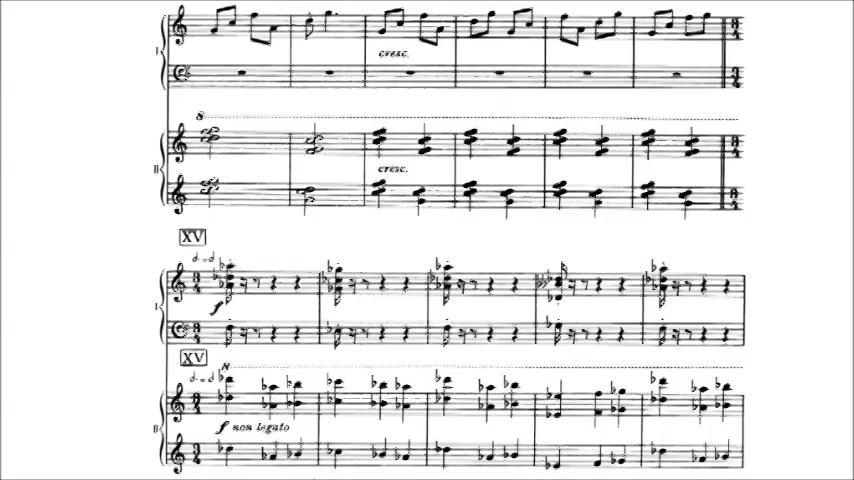 I
cresc.
8
II
cresc.
XV
I
f
XV
8
II
f non legato